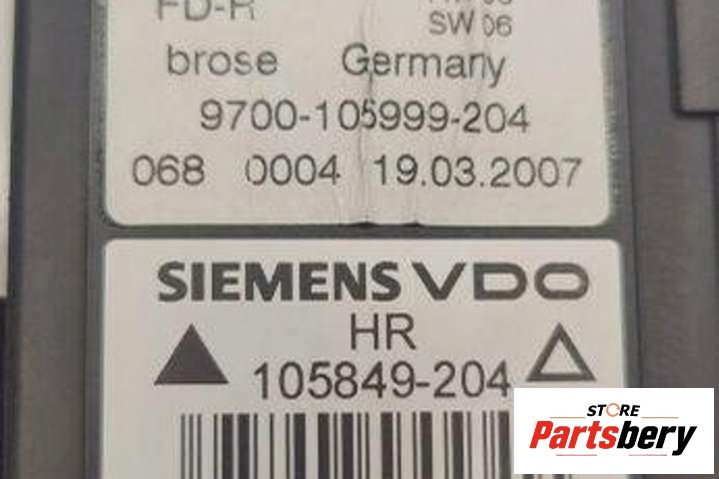 FD-R
SW 06
brose Germany
9700-105999-204
068 0004 19.03.2007
SIEMENS VDO
HR
105849-204
STORE
Partsbery